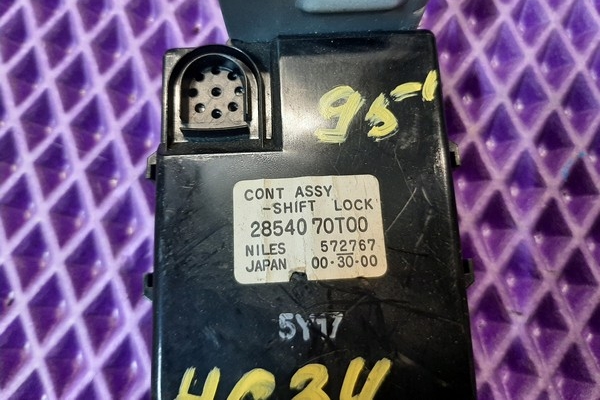 95-1
CONT ASSY
-SHIFT LOCK
28540 70T00
NILES 572767
JAPAN 00-30-00
5Y17
HC34